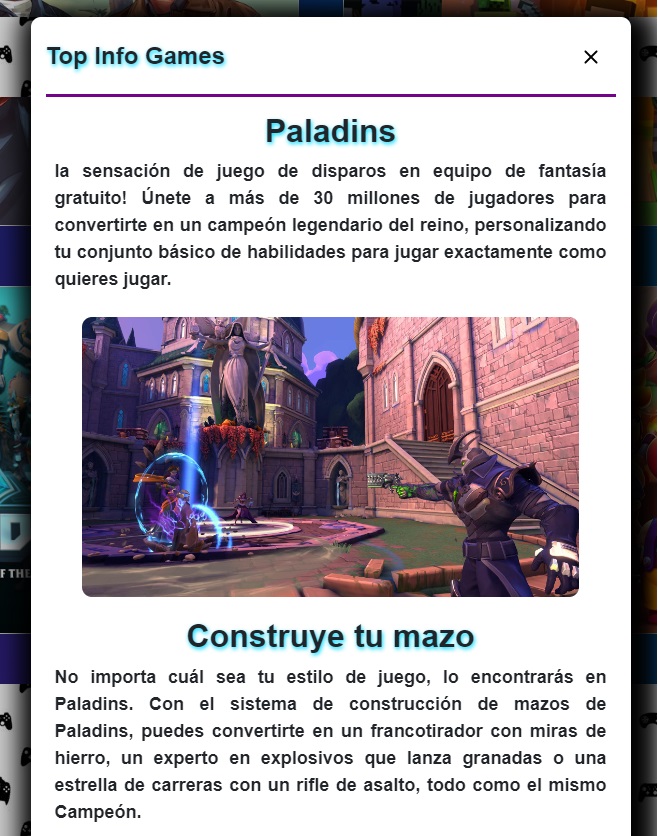 Top Info Games
Paladins
la sensación de juego de disparos en equipo de fantasía
gratuito! Únete a más de 30 millones de jugadores para
convertirte en un campeón legendario del reino, personalizando
tu conjunto básico de habilidades para jugar exactamente como
quieres jugar.
Construye tu mazo
No importa cuál sea tu estilo de juego, lo encontrarás en
Paladins. Con el sistema de construcción de mazos de
Paladins, puedes convertirte en un francotirador con miras de
hierro, un experto en explosivos que lanza granadas o una
estrella de carreras con un rifle de asalto, todo como el mismo
Campeón.
F THE